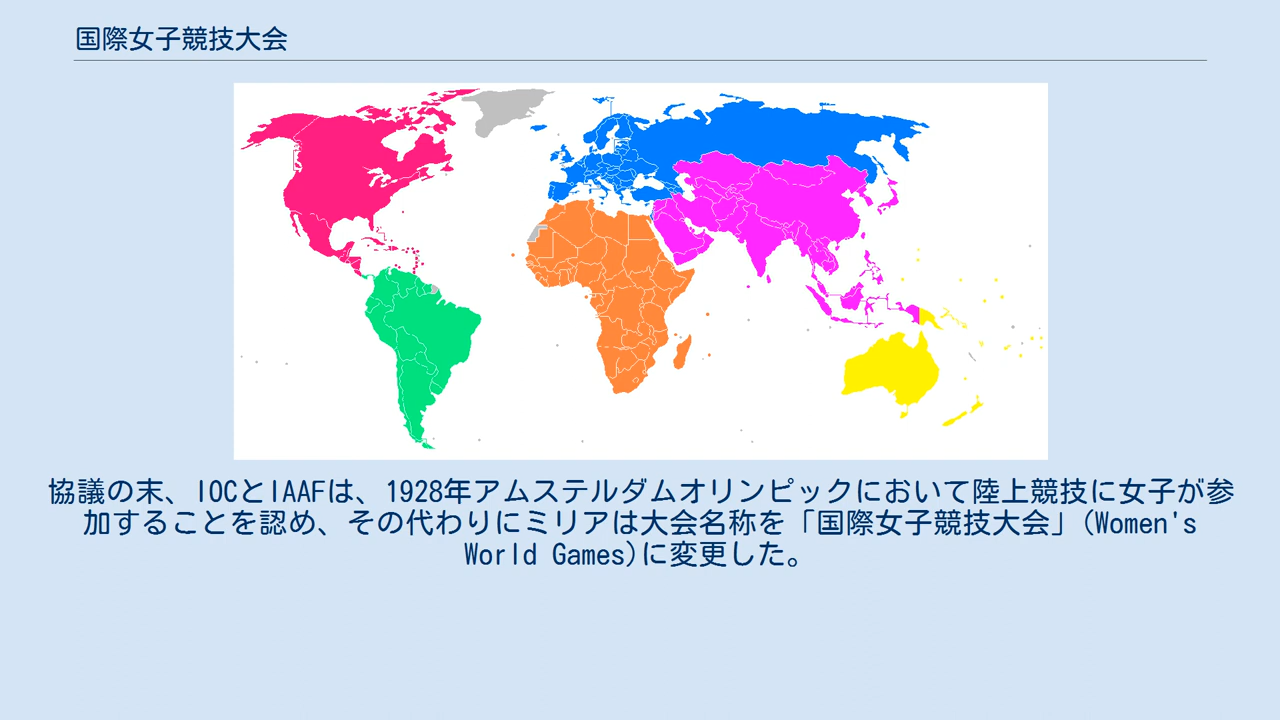 国際女子競技大会
協議の末、IOCとIAAFは、1928年アムステルダムオリンピックにおいて陸上競技に女子が参
加することを認め、その代わりにミリアは大会名称を「国際女子競技大会」(Women's
World Games)に変更した。